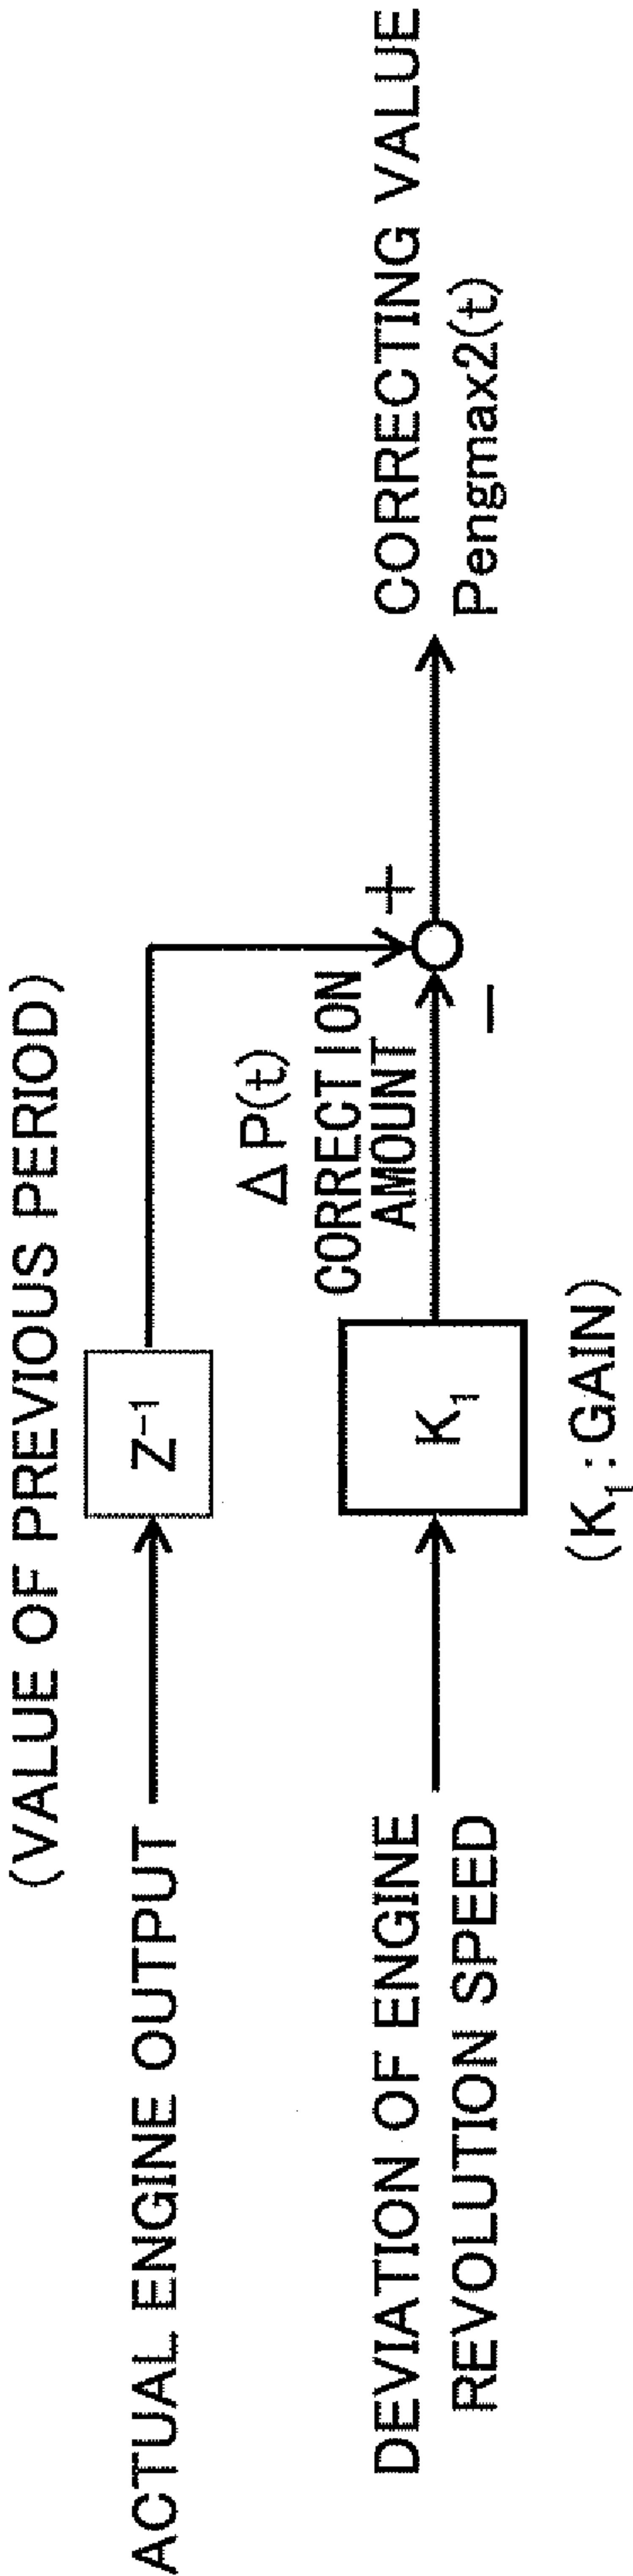 (VALUE OF PREVIOUS PERIOD)
ACTUAL ENGINE OUTPUT
Z⁻¹
ΔP(t)
CORRECTION
AMOUNT
+
DEVIATION OF ENGINE
REVOLUTION SPEED
K₁
−
CORRECTING VALUE
Pengmax2(t)
(K₁:GAIN)